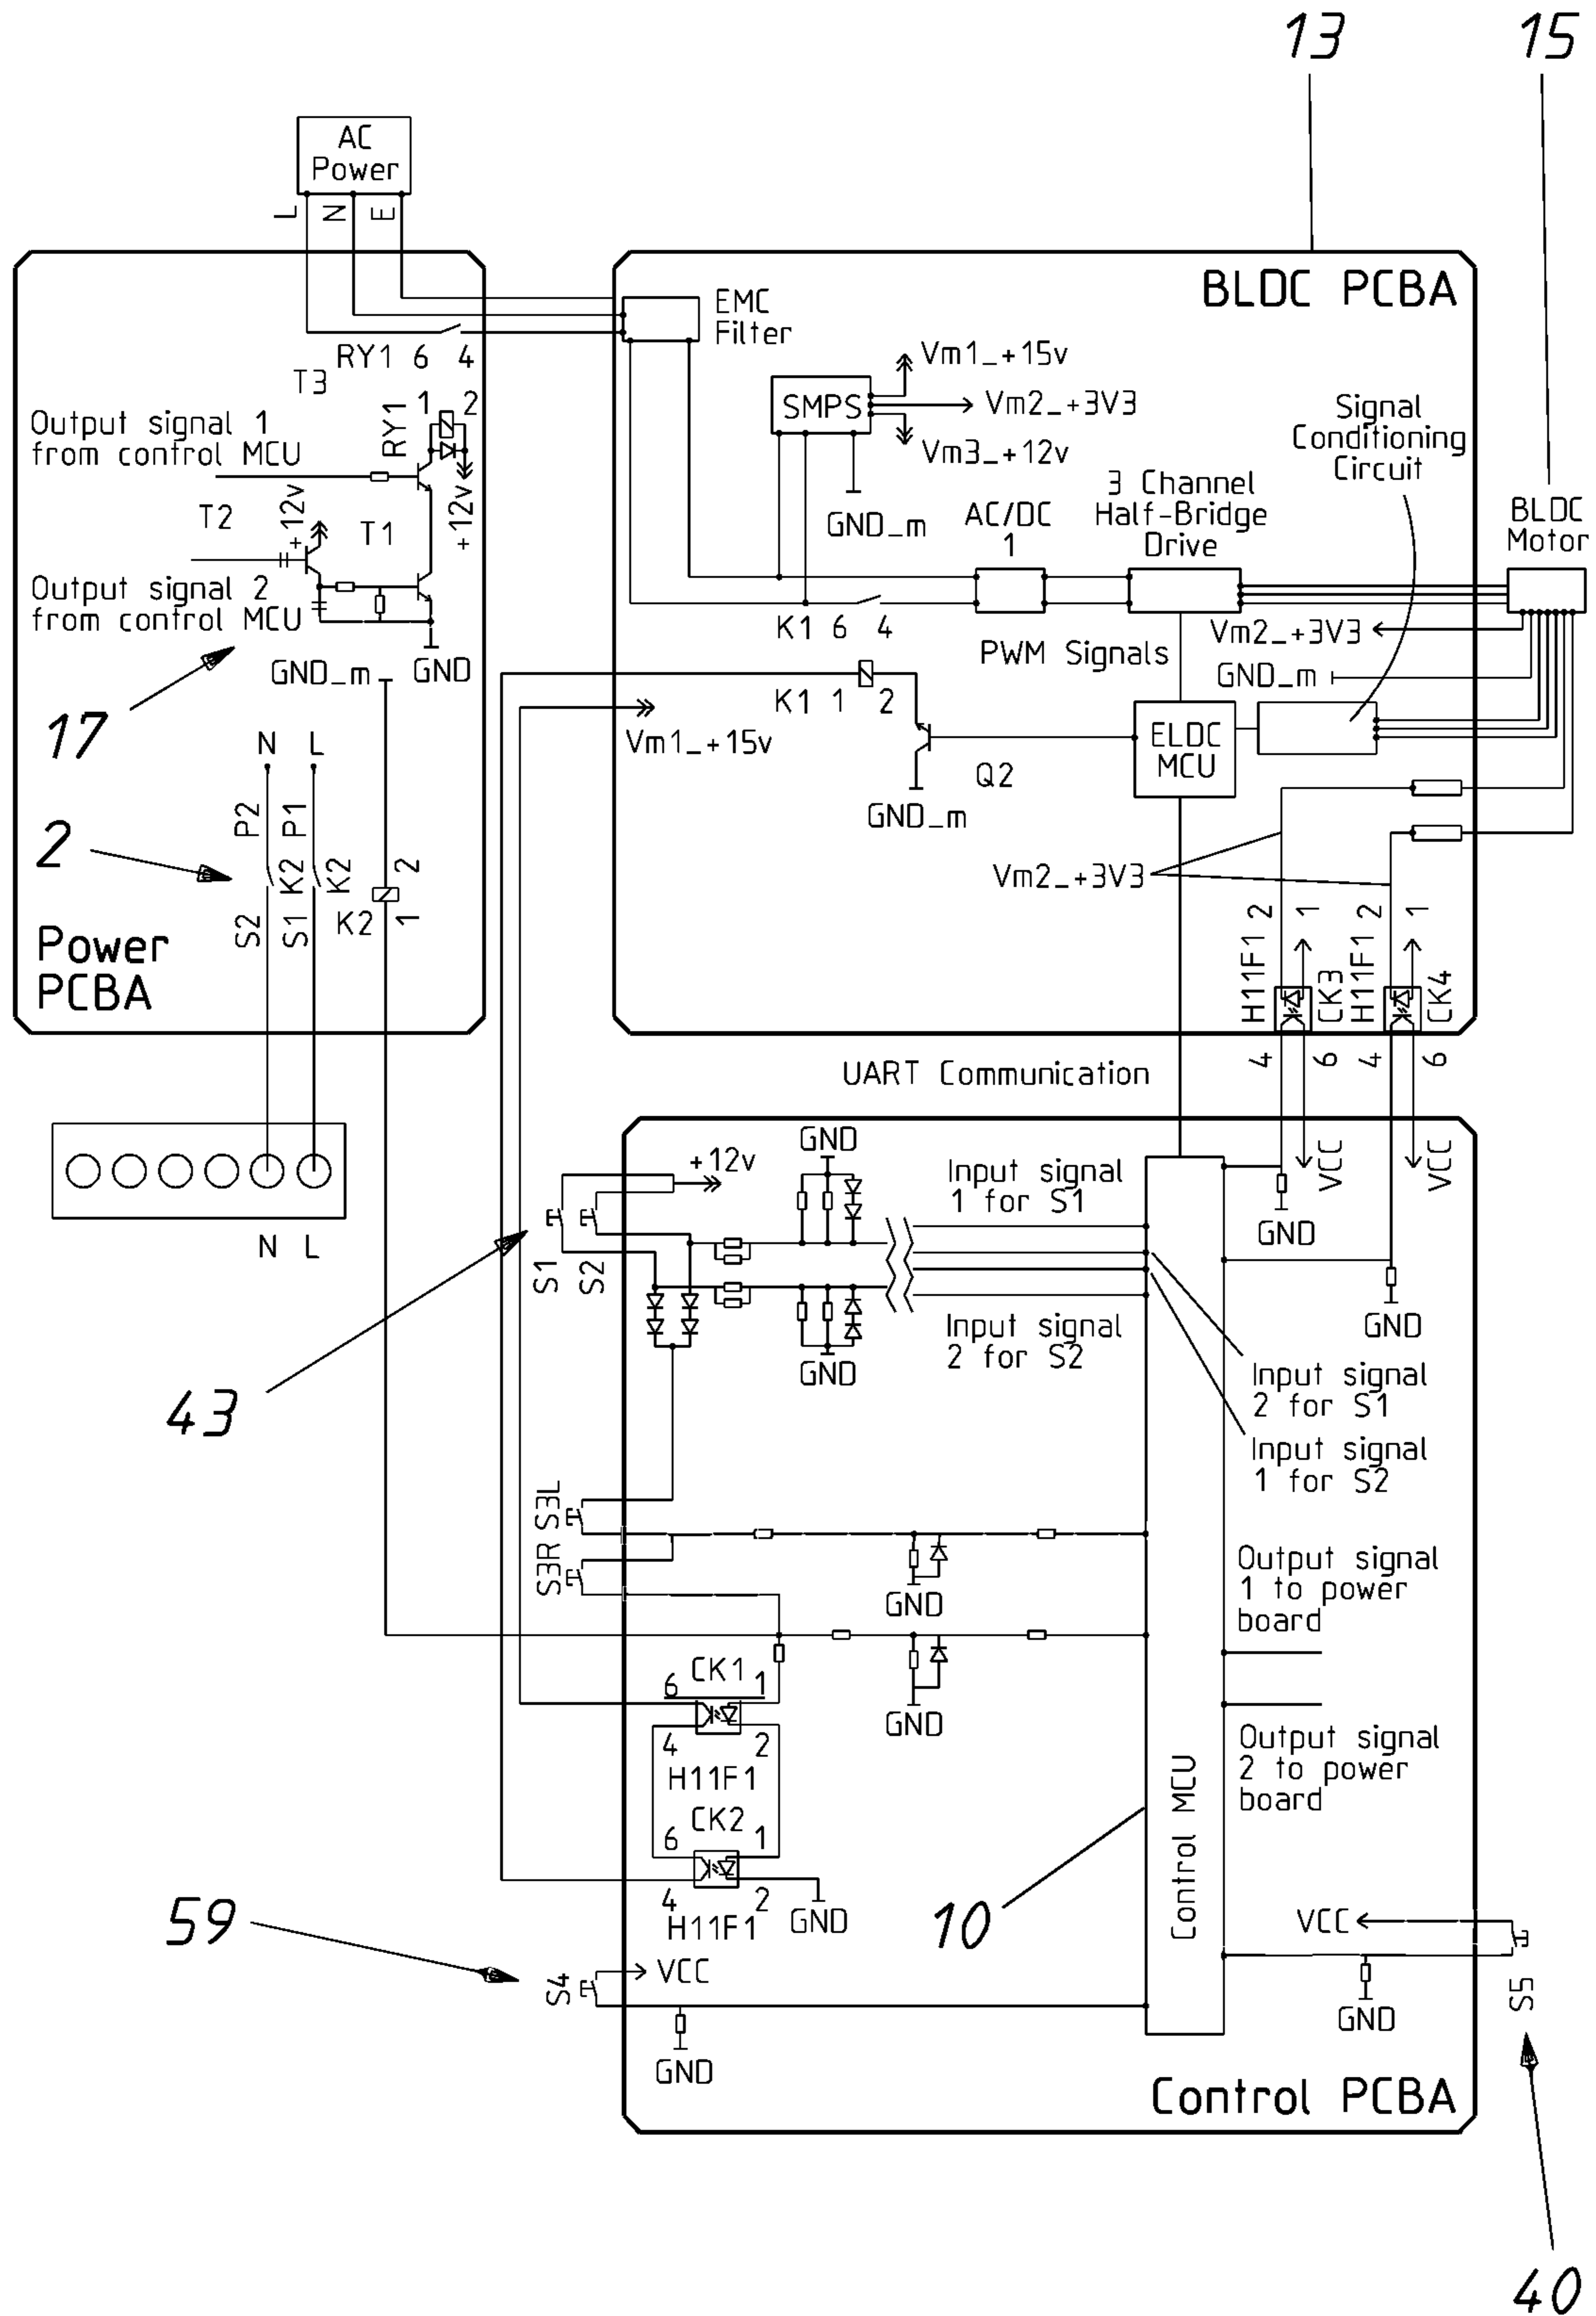 13
15
AC
Power
L
N
E
BLDC PCBA
EMC
Filter
RY1 6 4
T3
Output signal 1
from control MCU
RY1
1
2
+12v
T2
+12v
T1
Output signal 2
from control MCU
GND_m
GND
17
N L
P2
P1
2
K2
K2
2
S2
S1
K2
1
Power
PCBA
SMPS
Vm1_+15v
Vm2_+3V3
Vm3_+12v
GND_m
Signal
Conditioning
Circuit
AC/DC
1
3 Channel
Half-Bridge
Drive
BLDC
Motor
K1 6 4
PWM Signals
Vm2_+3V3
GND_m
K1 1 2
Vm1_+15v
Q2
GND_m
ELDC
MCU
Vm2_+3V3
H11F1 2
1
CK3
H11F1 2
1
CK4
4
6
4
6
UART Communication
N L
+12v
GND
Input signal
1 for S1
VCC
VCC
GND
S1
S2
GND
Input signal
2 for S2
GND
Input signal
2 for S1
Input signal
1 for S2
43
S3L
S3R
GND
Output signal
1 to power
board
CK1
6
1
4
2
H11F1
GND
Output signal
2 to power
board
CK2
6
1
4
2
H11F1
GND
Control MCU
10
59
S4
VCC
GND
VCC
GND
S5
Control PCBA
40